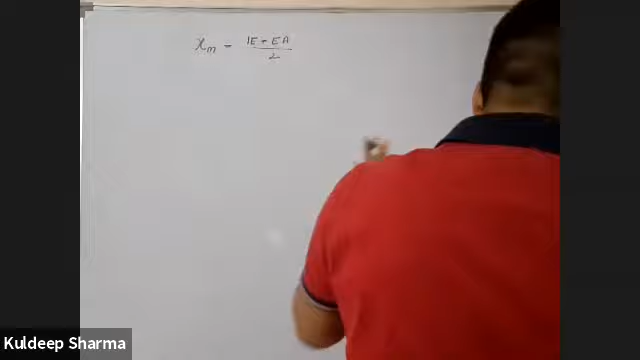 χm = IE + EA / 2
Kuldeep Sharma